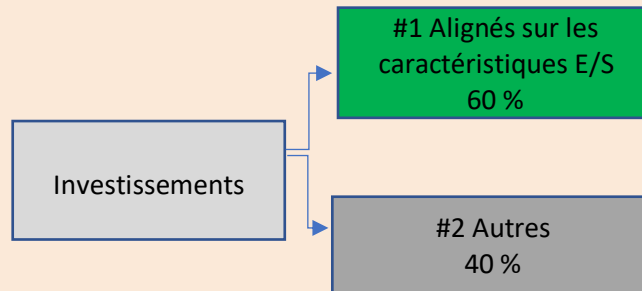 #1 Alignés sur les
caractéristiques E/S
60 %
Investissements
#2 Autres
40 %